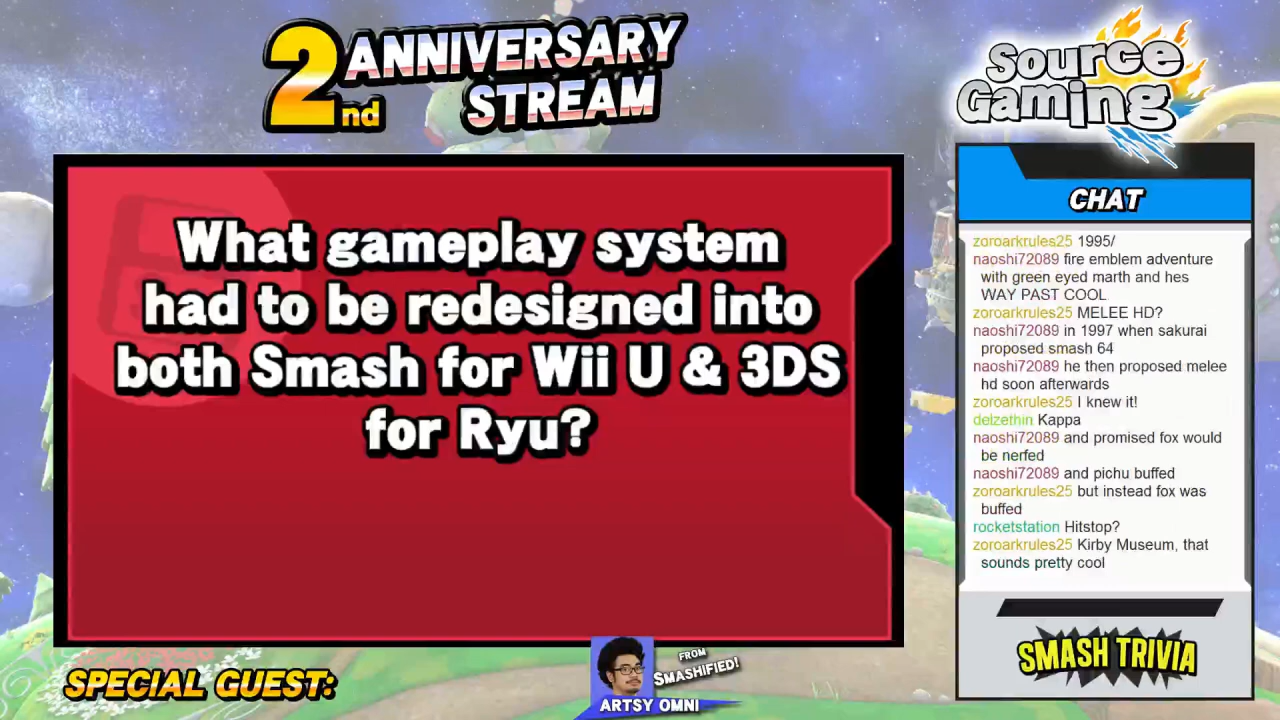 2nd ANNIVERSARY
STREAM
Source
Gaming
What gameplay system
had to be redesigned into
both Smash for Wii U & 3DS
for Ryu?
CHAT
zoroarkrules25 1995/
naoshi72089 fire emblem adventure
with green eyed marth and hes
WAY PAST COOL
zoroarkrules25 MELEE HD?
naoshi72089 in 1997 when sakurai
proposed smash 64
naoshi72089 he then proposed melee
hd soon afterwards
zoroarkrules25 I knew it!
delzethin Kappa
naoshi72089 and promised fox would
be nerfed
naoshi72089 and pichu buffed
zoroarkrules25 but instead fox was
buffed
rocketstation Hitstop?
zoroarkrules25 Kirby Museum, that
sounds pretty cool
SMASH TRIVIA
SPECIAL GUEST:
FROM
SMASHIFIED!
ARTSY OMNI